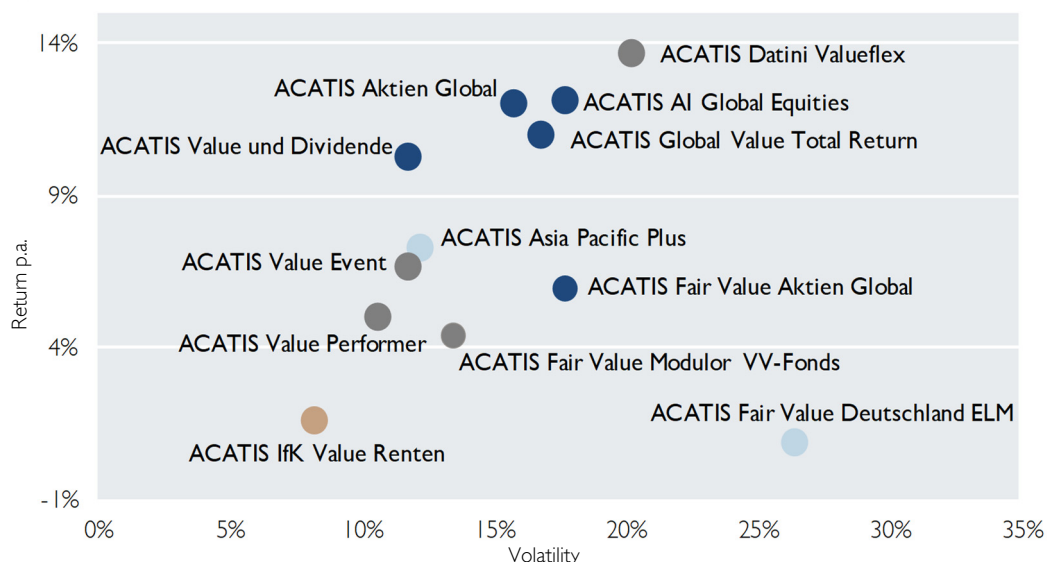 14%
ACATIS Datini Valueflex
ACATIS Aktien Global
ACATIS AI Global Equities
ACATIS Global Value Total Return
ACATIS Value und Dividende
9%
ACATIS Asia Pacific Plus
ACATIS Value Event
ACATIS Fair Value Aktien Global
Return p.a.
ACATIS Value Performer
4%
ACATIS Fair Value Modulor VV-Fonds
ACATIS Fair Value Deutschland ELM
ACATIS IfK Value Renten
-1%
0% 5% 10% 15% 20% 25% 30% 35%
Volatility